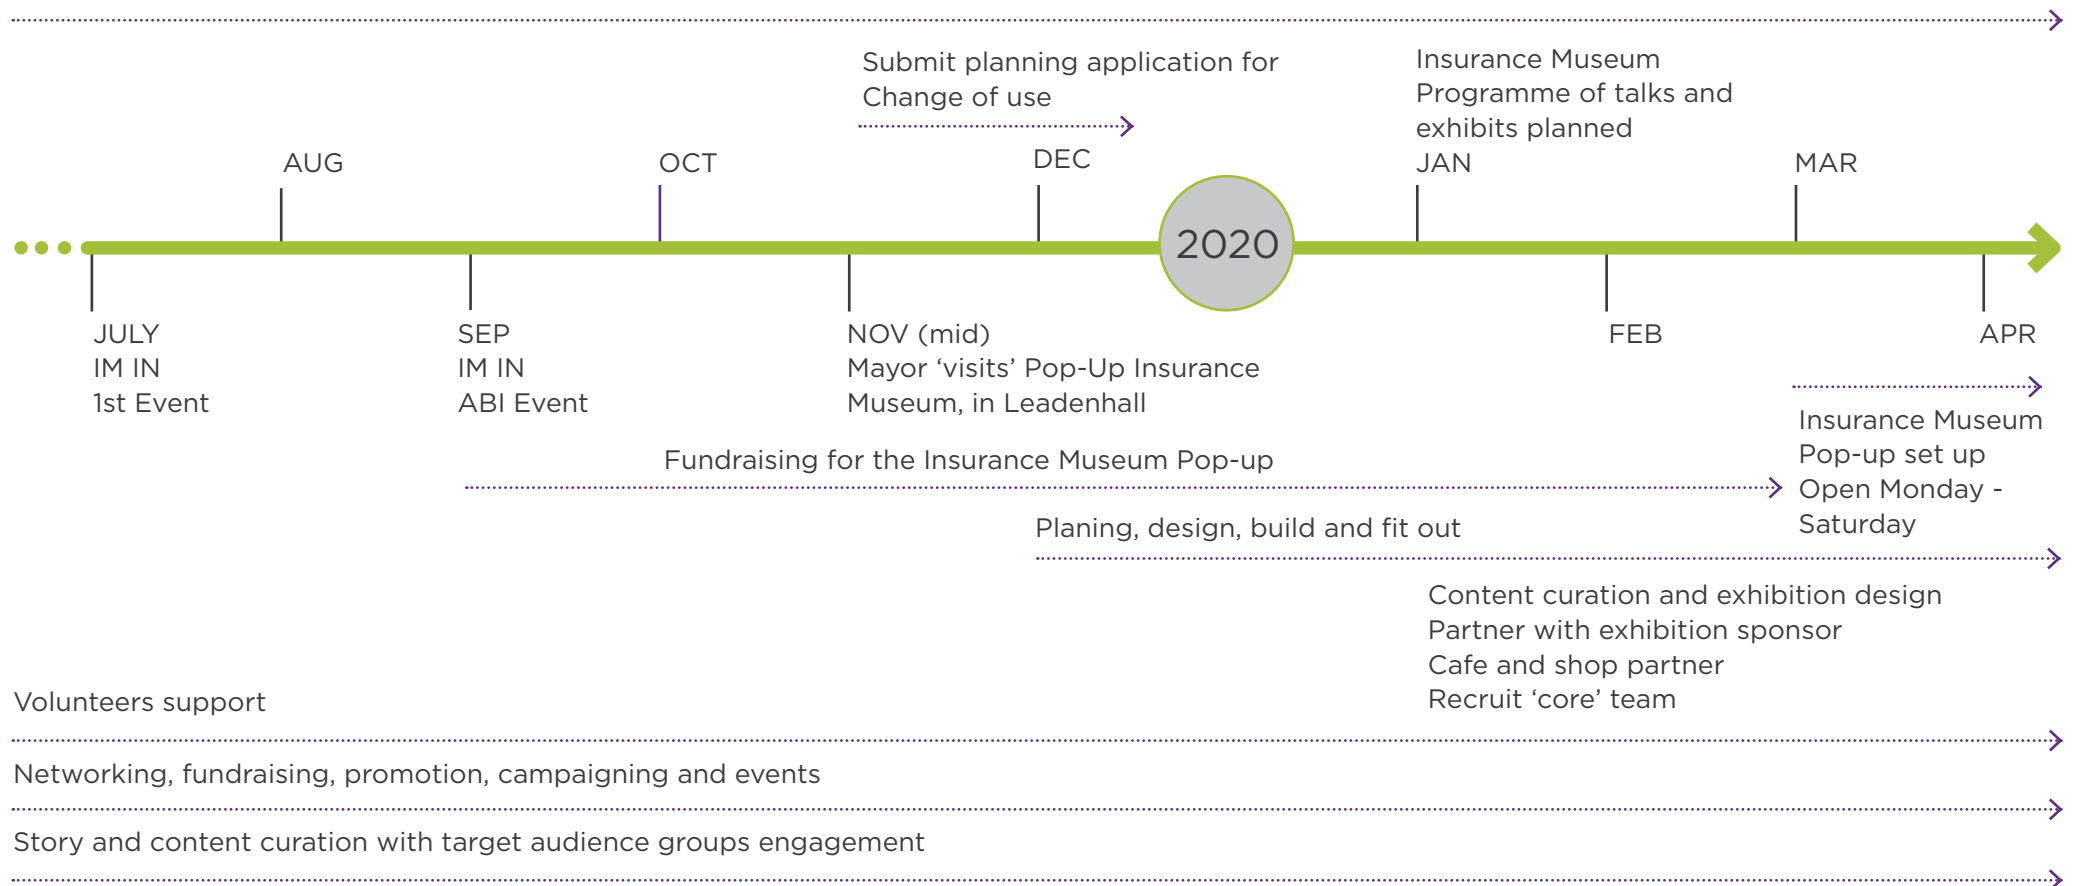 Submit planning application for
Change of use
Insurance Museum
Programme of talks and
exhibits planned
AUG
OCT
DEC
JAN
MAR
2020
JULY
IM IN
1st Event
SEP
IM IN
ABI Event
NOV (mid)
Mayor ‘visits’ Pop-Up Insurance
Museum, in Leadenhall
FEB
APR
Insurance Museum
Pop-up set up
Open Monday -
Saturday
Fundraising for the Insurance Museum Pop-up
Planing, design, build and fit out
Content curation and exhibition design
Partner with exhibition sponsor
Cafe and shop partner
Recruit ‘core’ team
Volunteers support
Networking, fundraising, promotion, campaigning and events
Story and content curation with target audience groups engagement